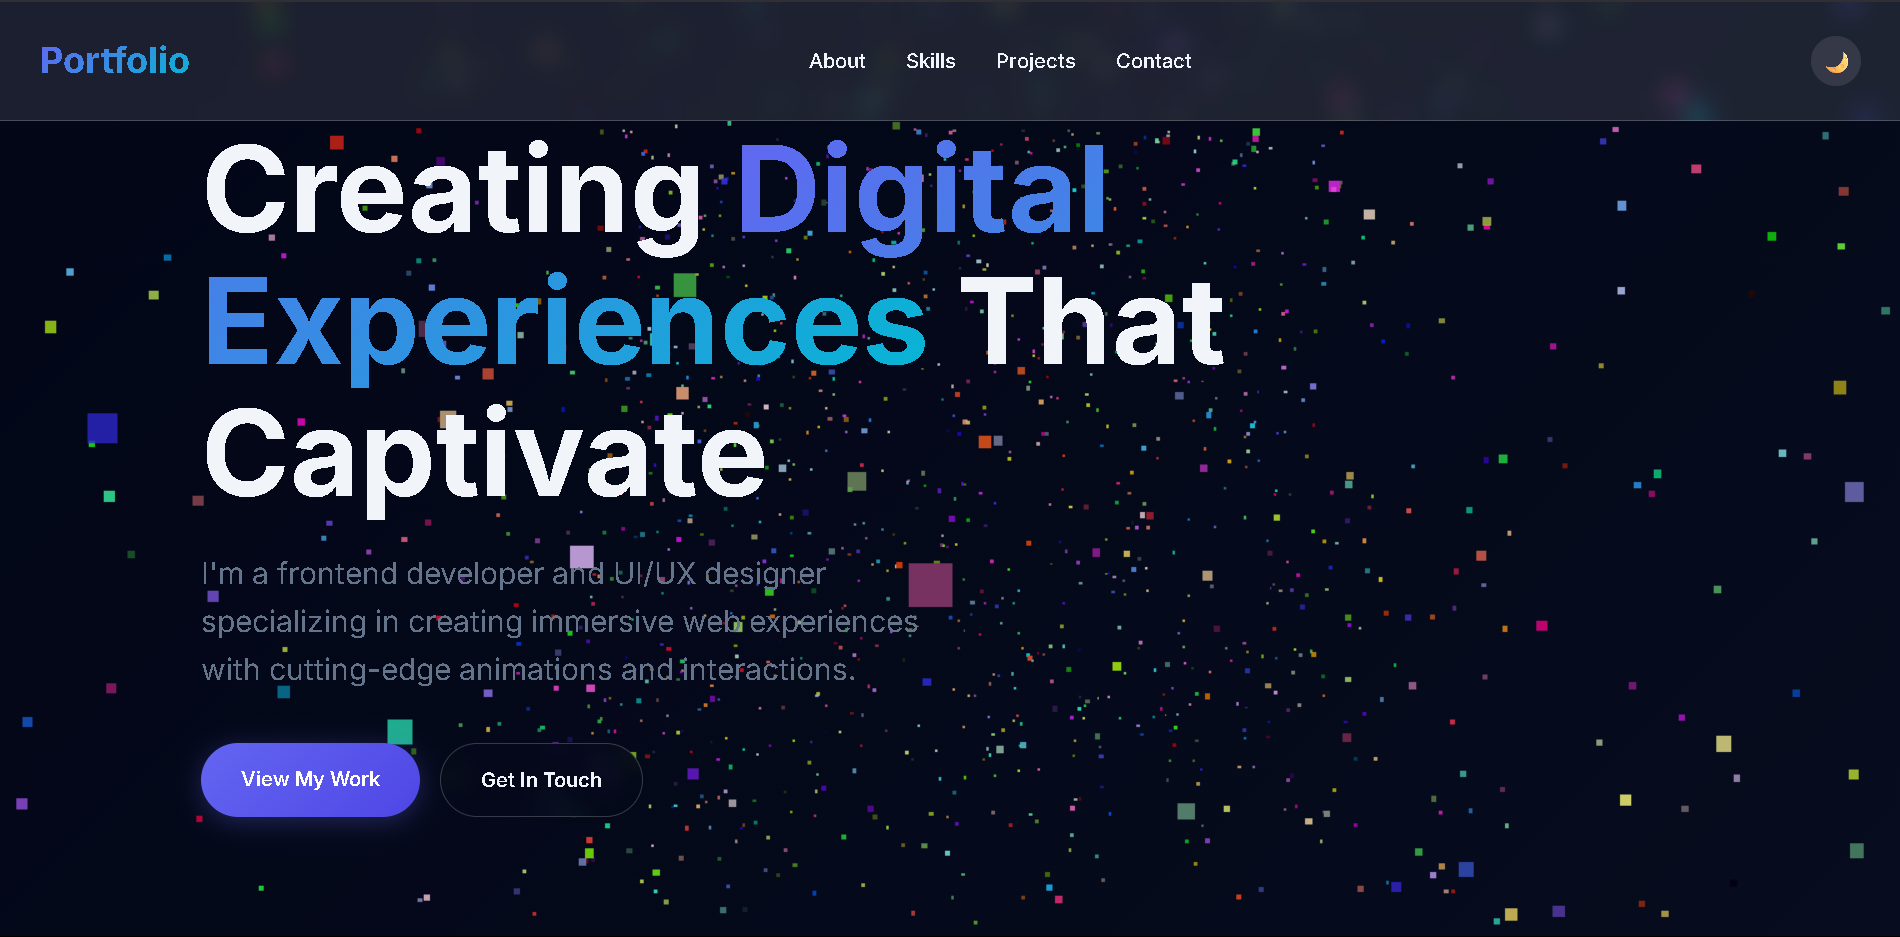 Portfolio
About Skills Projects Contact
Creating Digital
Experiences That
Captivate
I'm a frontend developer and UI/UX designer
specializing in creating immersive web experiences
with cutting-edge animations and interactions.
View My Work
Get In Touch